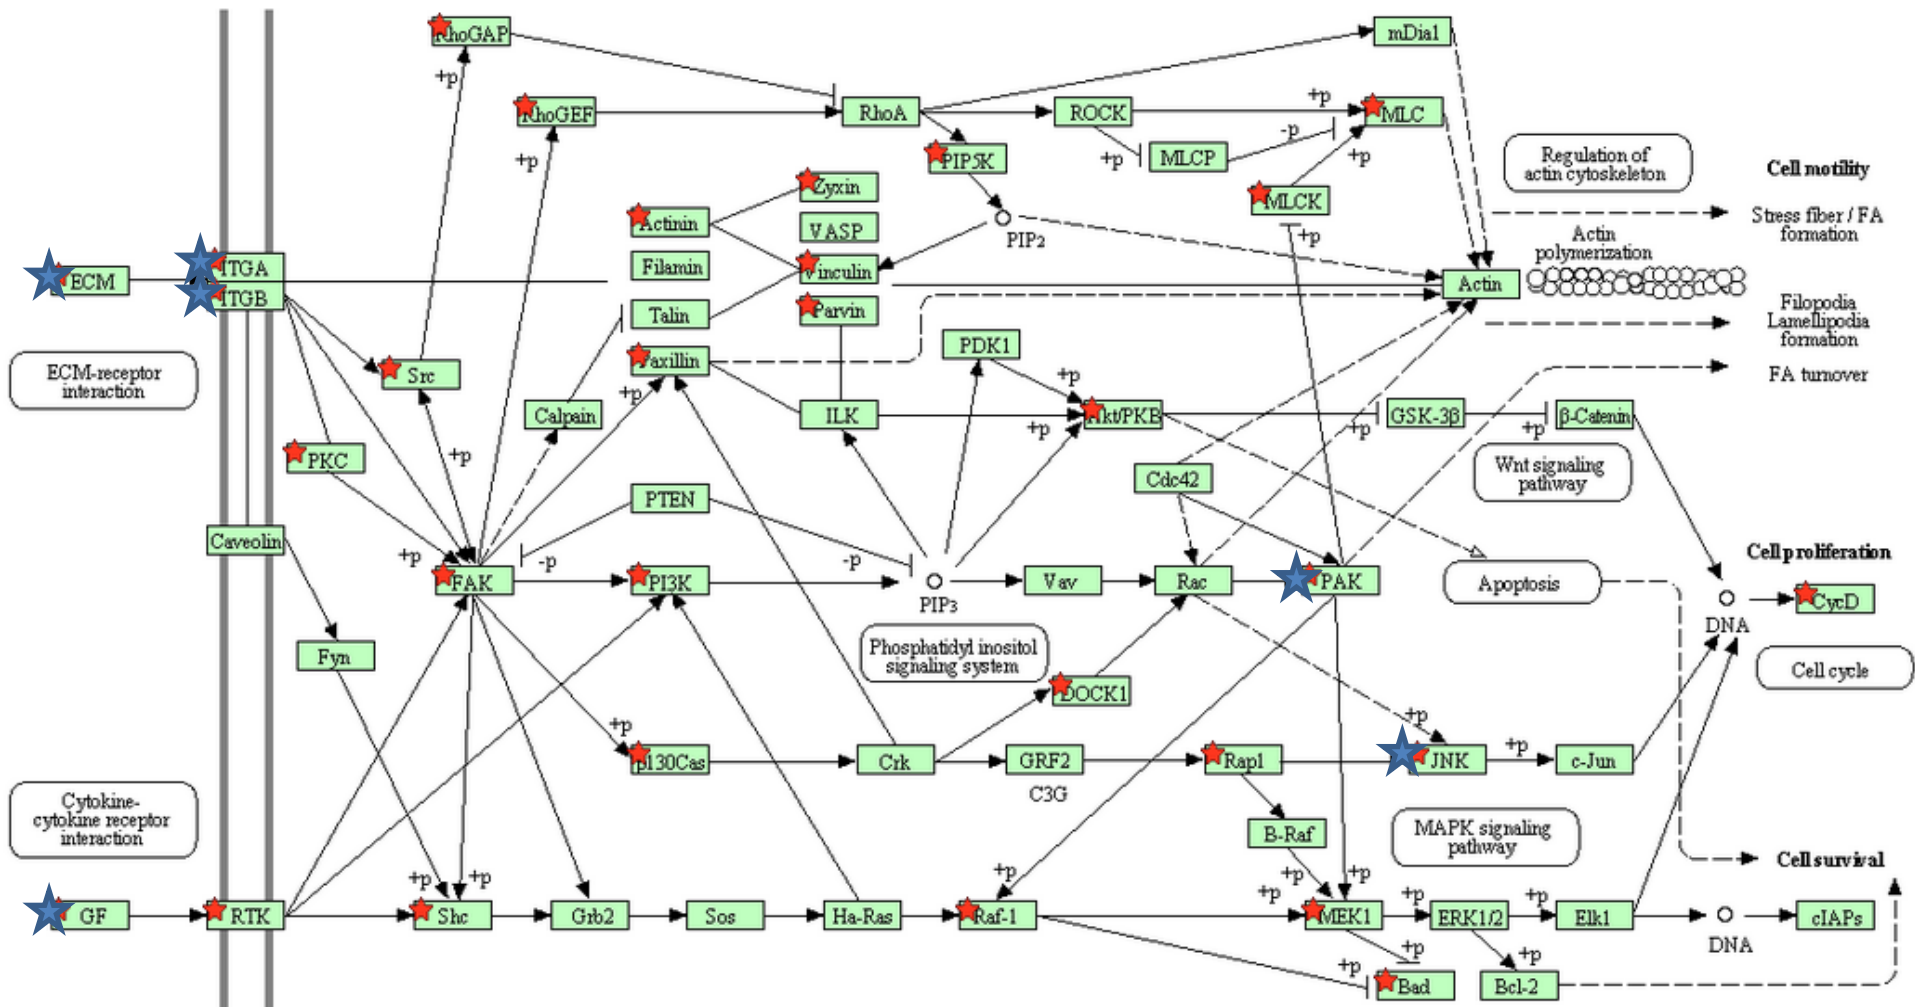 RhoGAP
mDia1
+p
RhoGEF
RhoA
ROCK
+p
MLC
+p
PIP5K
+p
MLCP
-p
+p
Regulation of
actin cytoskeleton
Cell motility
Zyxin
MLCK
Actinin
VASP
PIP2
+p
Stress fiber / FA
formation
Actin
polymerization
ECM
ITGA
ITGB
Filamin
Vinculin
Actin
Talin
Parvin
Filopodia
Lamellipodia
formation
ECM-receptor
interaction
Src
Paxillin
PDK1
FA turnover
+p
+p
Calpain
ILK
Akt/PKB
GSK-3β
β-Catenin
+p
+p
+p
PKC
+p
Cdc42
Wnt signaling
pathway
PTEN
Caveolin
+p
-p
-p
Cell proliferation
FAK
PI3K
PIP3
Vav
Rac
PAK
Apoptosis
CycD
DNA
Fyn
Phosphatidyl inositol
signaling system
Cell cycle
DOCK1
+p
+p
+p
p130Cas
Crk
GRF2
Rap1
JNK
c-Jun
C3G
Cytokine-
cytokine receptor
interaction
B-Raf
MAPK signaling
pathway
Cell survival
+p
+p
+p
+p
+p
+p
+p
+p
GF
RTK
Shc
Grb2
Sos
Ha-Ras
Raf-1
MEK1
ERK1/2
Elk1
DNA
cIAPs
+p
+p
+p
Bad
Bcl-2